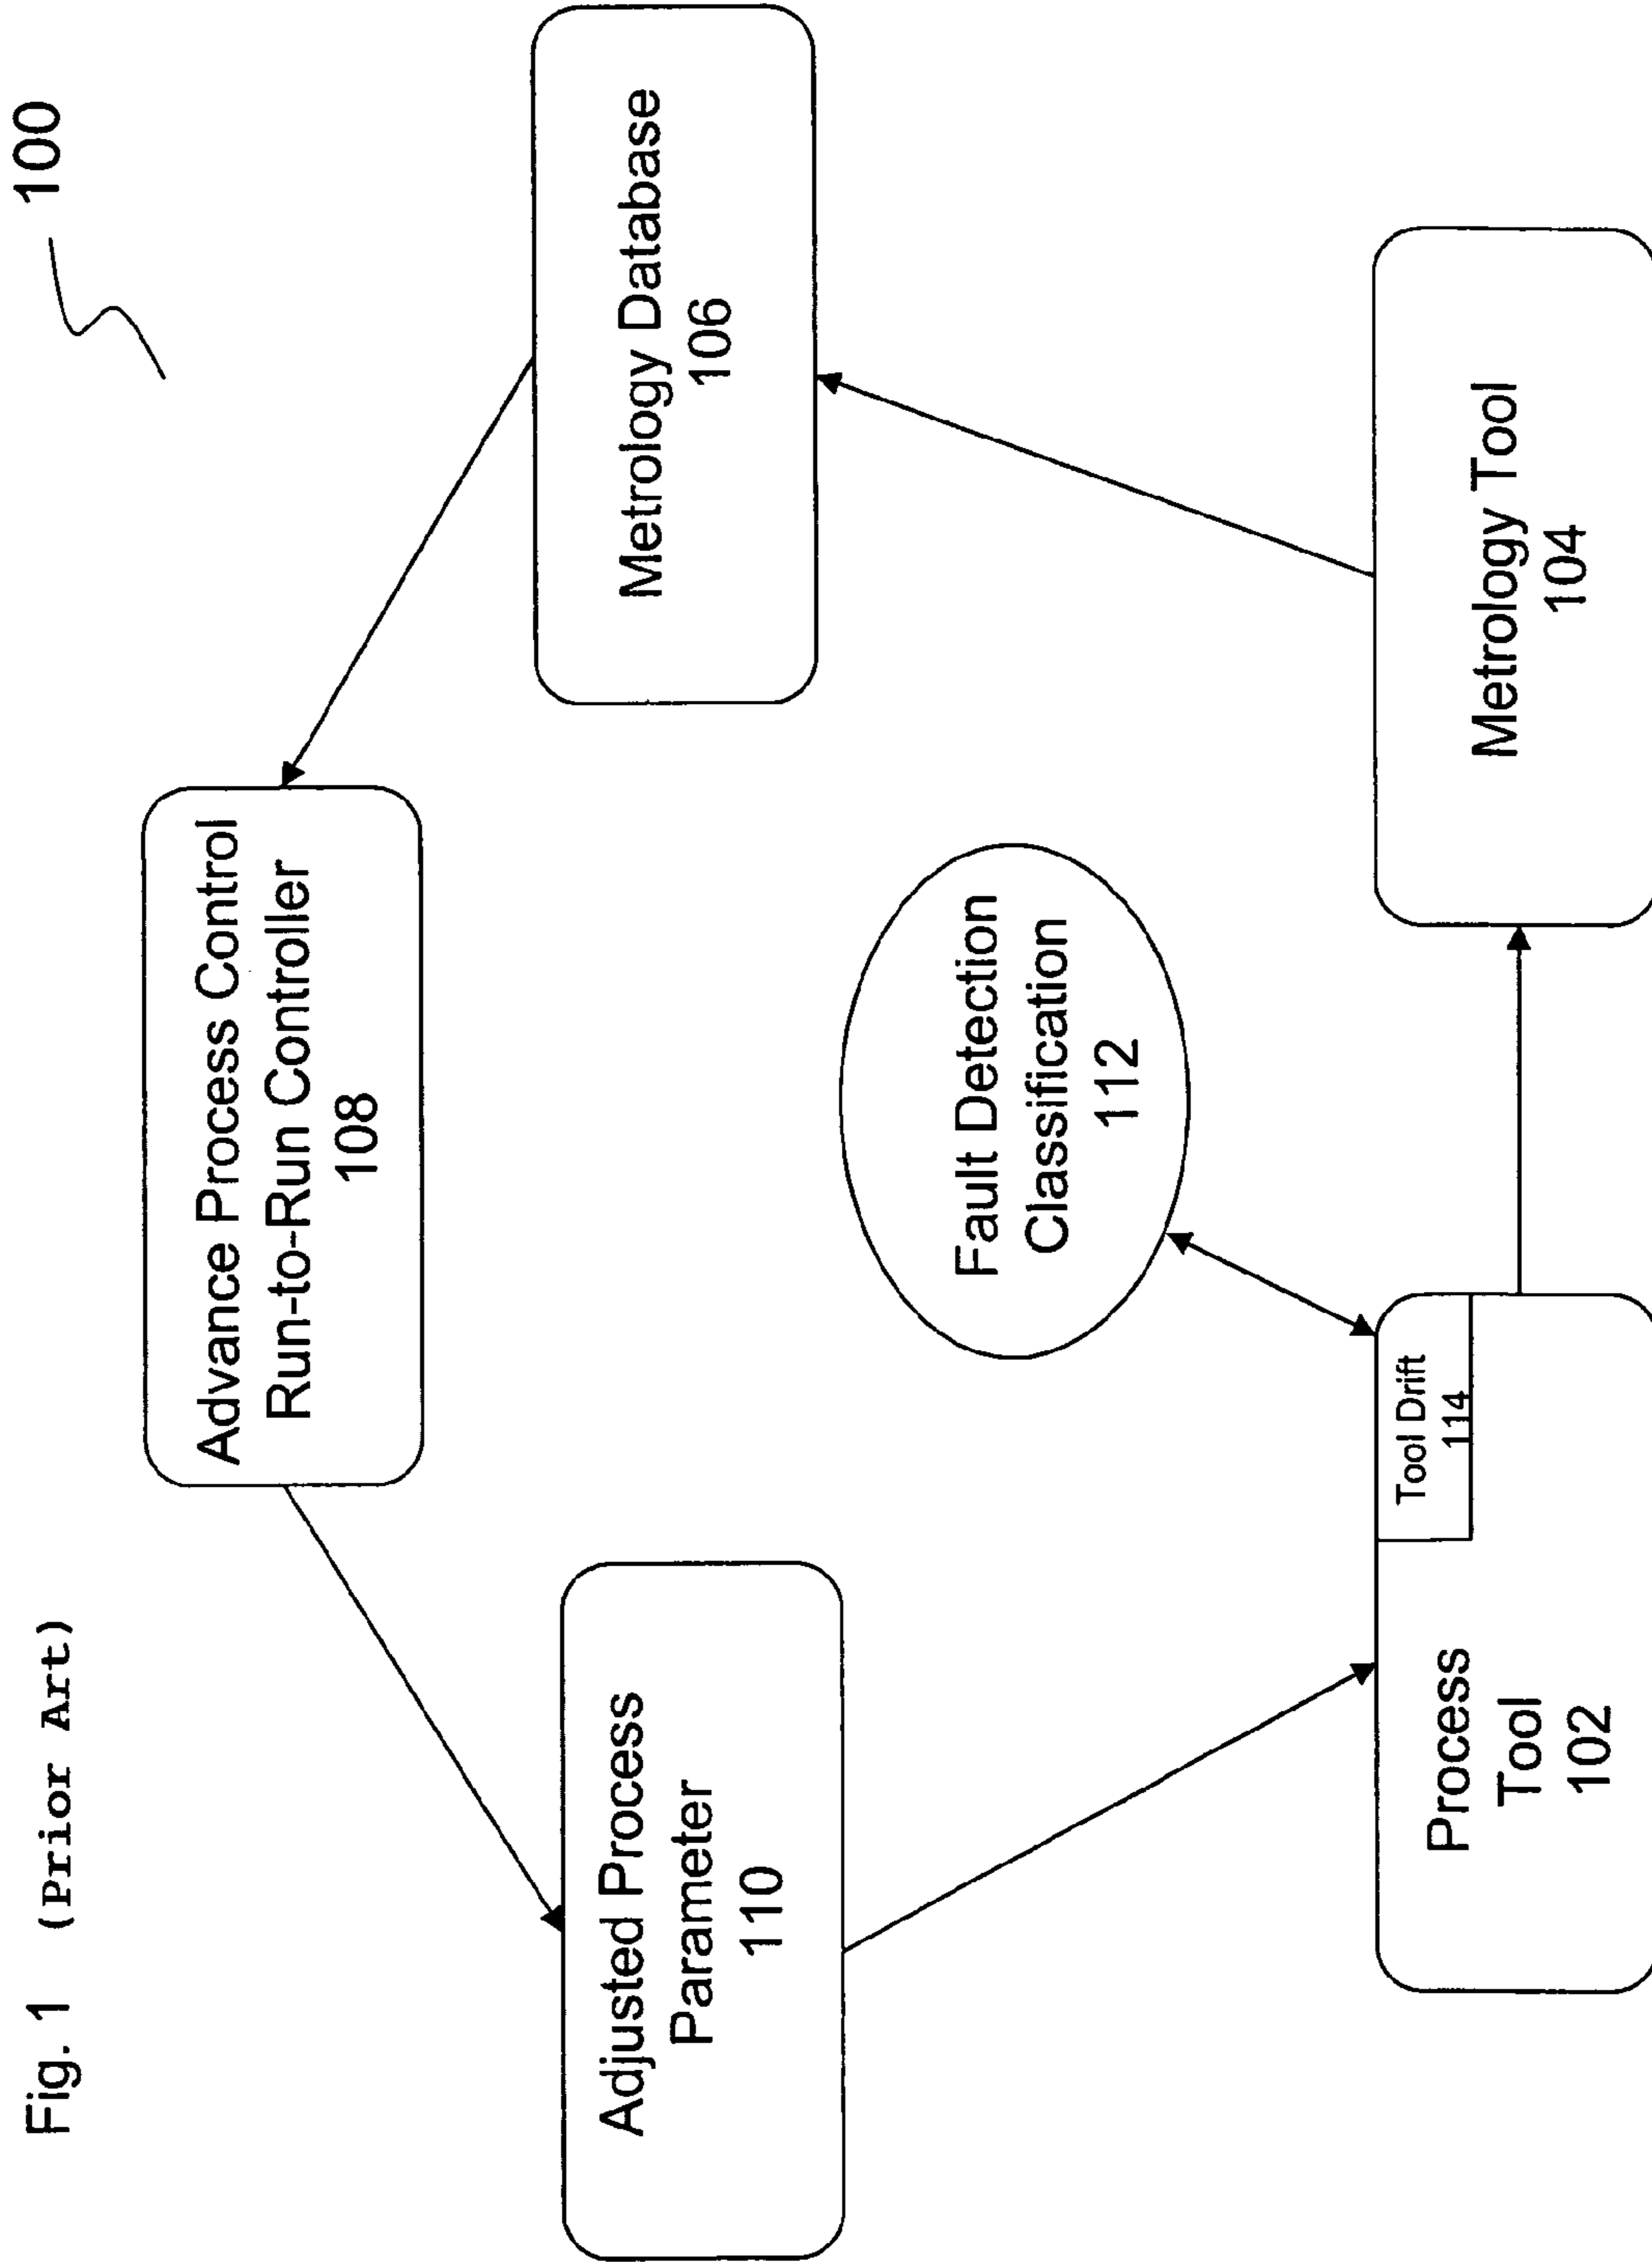 Fig. 1 (Prior Art)
100
Advance Process Control
Run-to-Run Controller
108
Adjusted Process
Parameter
110
Metrology Database
106
Fault Detection
Classification
112
Process
Tool
102
Tool Drift
114
Metrology Tool
104